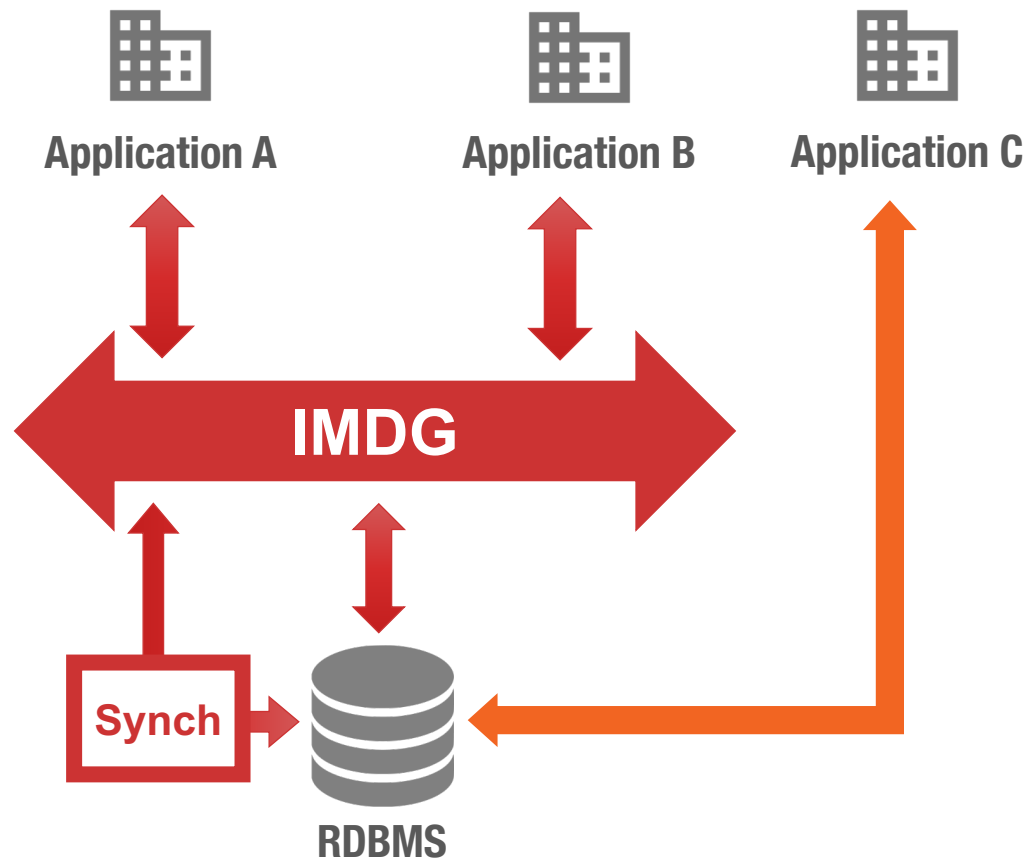 Application A
Application B
Application C
IMDG
Synch
RDBMS